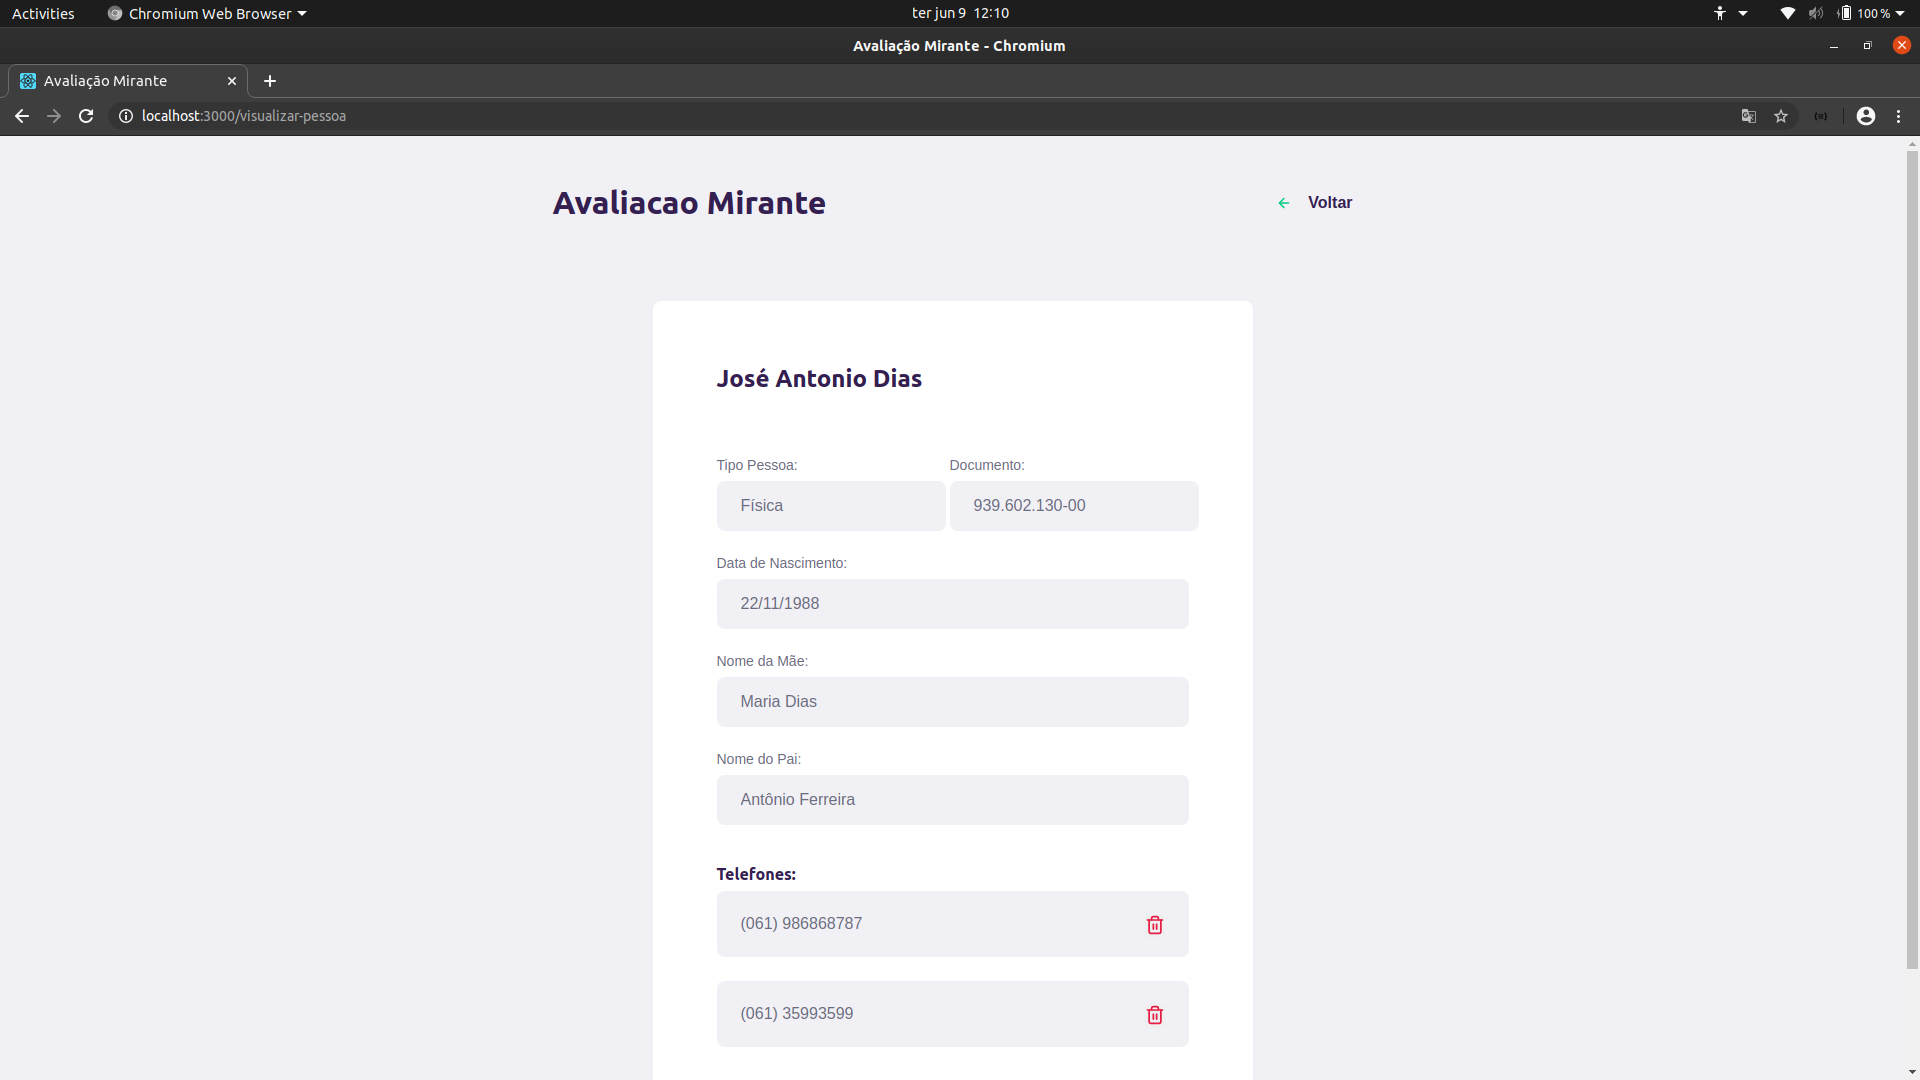 Activities
Chromium Web Browser
ter jun 9 12:10
100 %
Avaliação Mirante - Chromium
Avaliação Mirante
localhost:3000/visualizar-pessoa
Avaliacao Mirante
Voltar
José Antonio Dias
Tipo Pessoa: Documento:
Física 939.602.130-00
Data de Nascimento:
22/11/1988
Nome da Mãe:
Maria Dias
Nome do Pai:
Antônio Ferreira
Telefones:
(061) 986868787
(061) 35993599